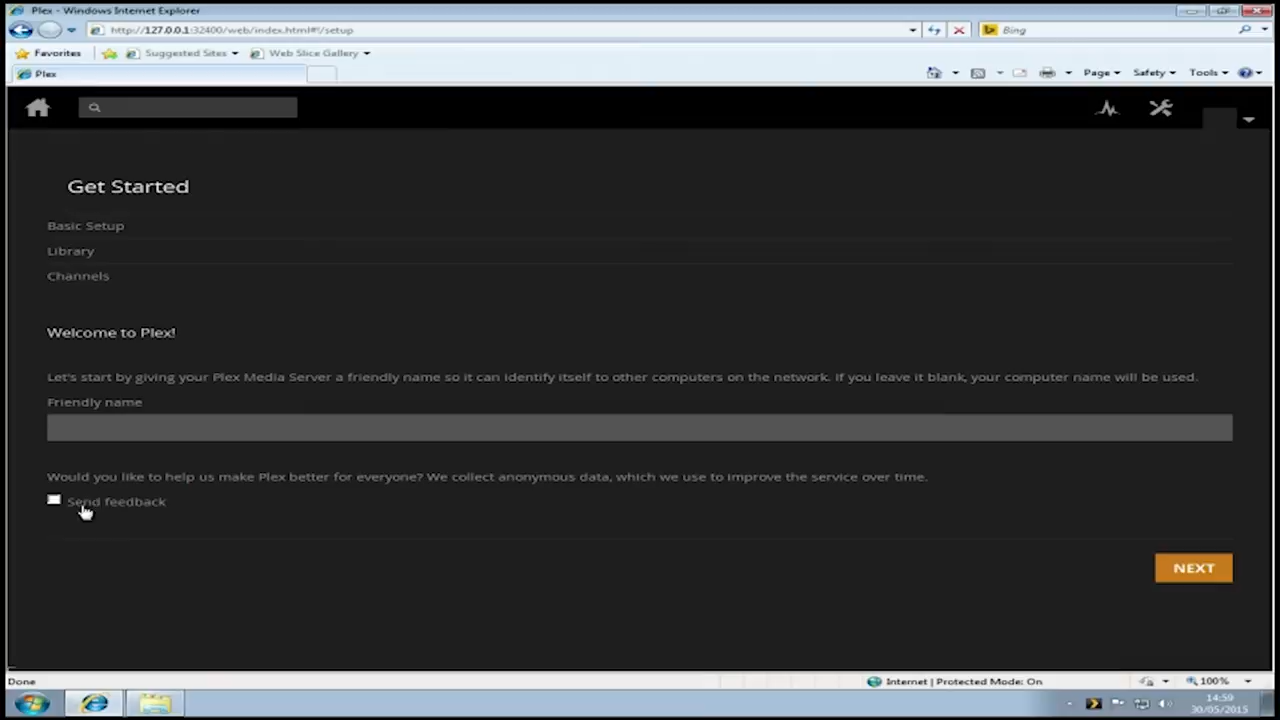 Plex - Windows Internet Explorer
http://127.0.0.1:32400/web/index.html#!/setup
Bing
Favorites
Suggested Sites
Web Slice Gallery
Plex
Page
Safety
Tools
Get Started
Basic Setup
Library
Channels
Welcome to Plex!
Let's start by giving your Plex Media Server a friendly name so it can identify itself to other computers on the network. If you leave it blank, your computer name will be used.
Friendly name
Would you like to help us make Plex better for everyone? We collect anonymous data, which we use to improve the service over time.
Send feedback
NEXT
Done
Internet | Protected Mode: On
100%
14:59
30/05/2015